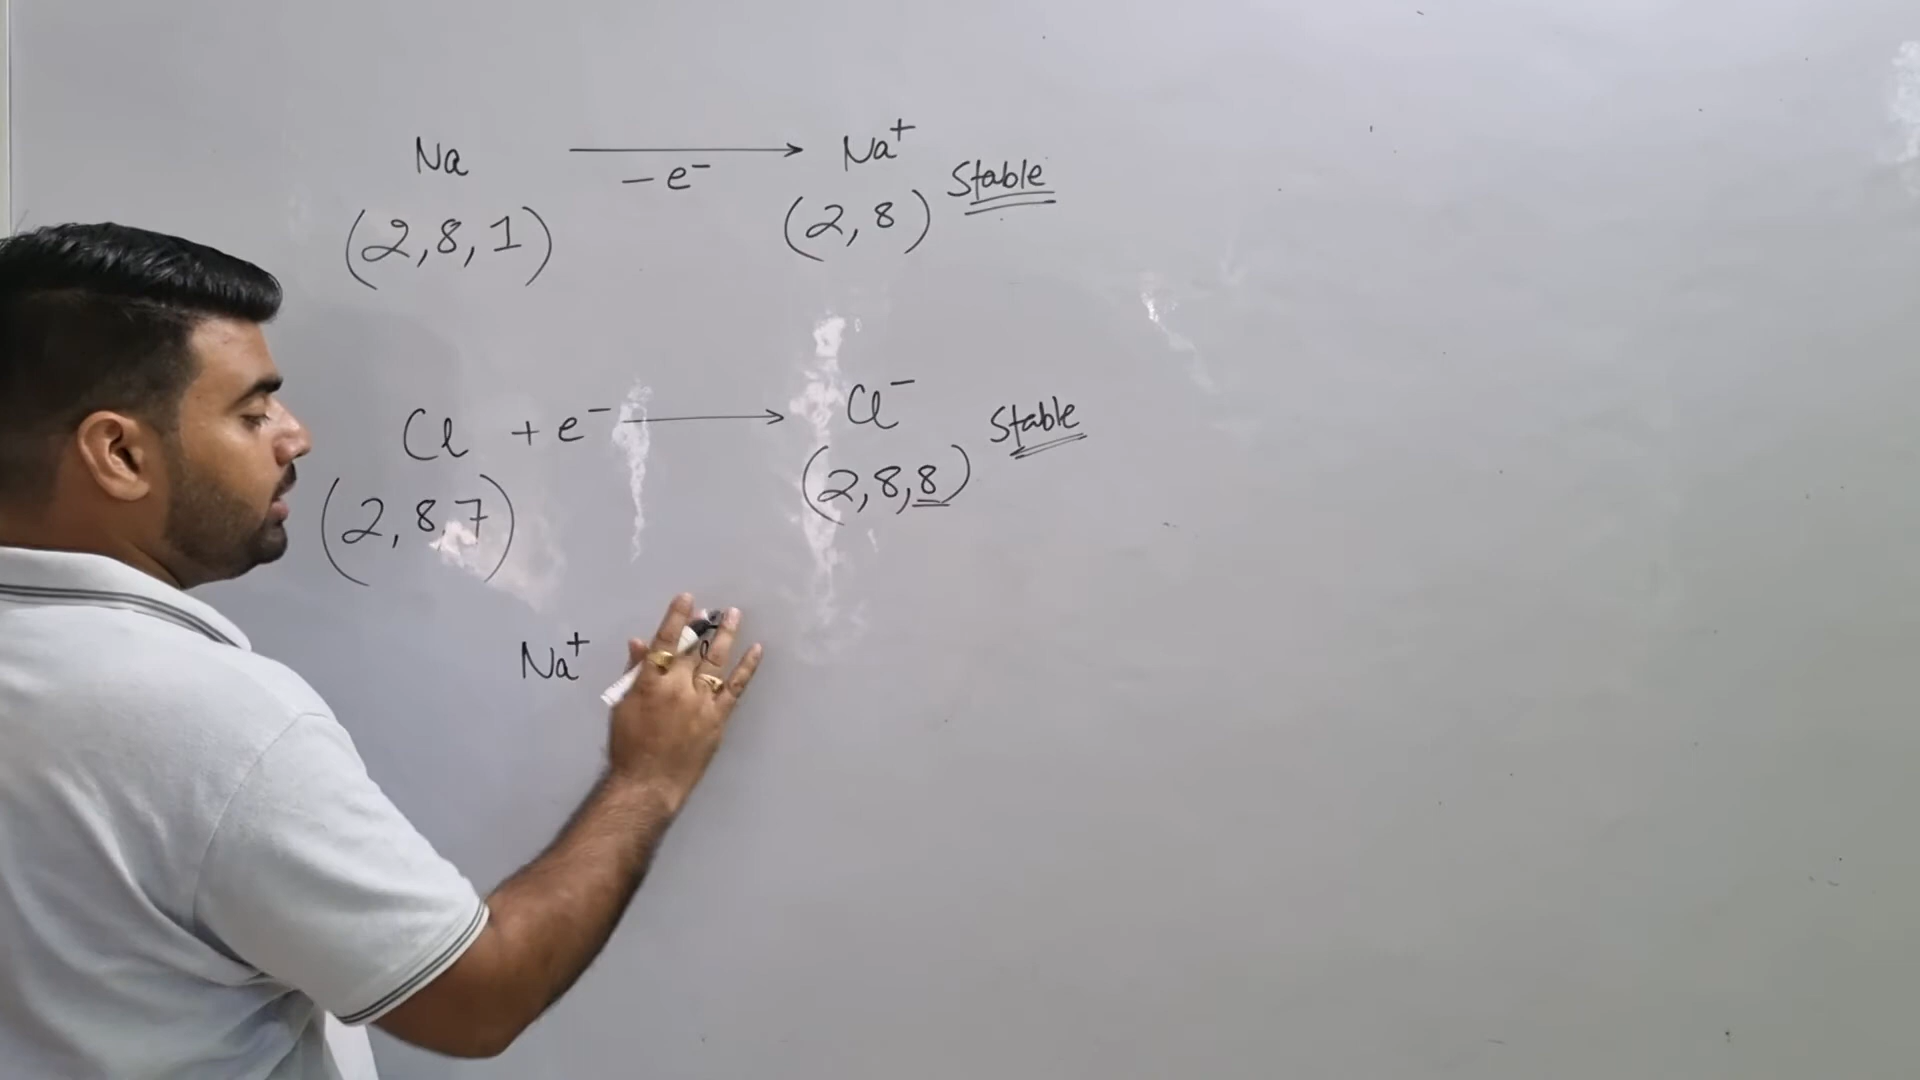 Na ⟶ Na⁺
− e⁻ Stable
(2,8,1) (2,8)
Cl + e⁻ ⟶ Cl⁻
Stable
(2,8,7) (2,8,8)
Na⁺